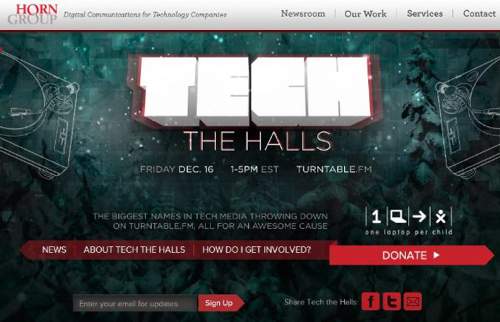 HORN
GROUP
Digital Communications for Technology Companies
Newsroom
Our Work
Services
Contact
TECH
THE HALLS
FRIDAY DEC. 16 1-5PM EST TURNTABLE.FM
THE BIGGEST NAMES IN TECH MEDIA THROWING DOWN
ON TURNTABLE.FM, ALL FOR AN AWESOME CAUSE
one laptop per child
NEWS
ABOUT TECH THE HALLS
HOW DO I GET INVOLVED?
DONATE
Enter your email for updates
Sign Up
Share Tech the Halls: